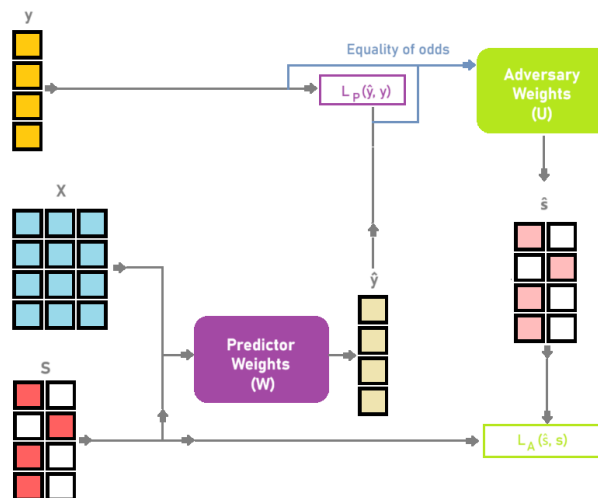 y
Equality of odds
Adversary
Weights
(U)
L P (ŷ, y)
X
ŝ
ŷ
Predictor
Weights
(W)
S
L A (ŝ, s)